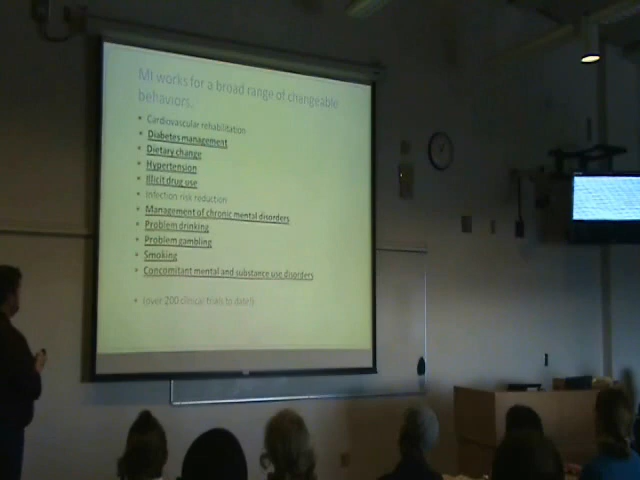 MI works for a broad range of changeable
behaviors.
• Cardiovascular rehabilitation
• Diabetes management
• Dietary change
• Hypertension
• Illicit drug use
• Infection risk reduction
• Management of chronic mental disorders
• Problem drinking
• Problem gambling
• Smoking
• Concomitant mental and substance use disorders
• (over 200 clinical trials to date)